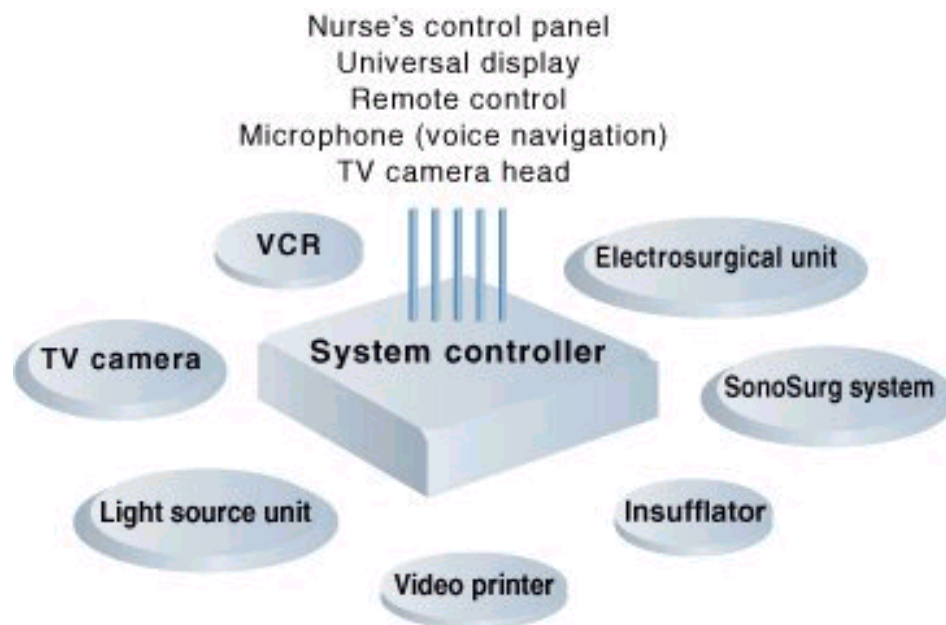 Nurse's control panel
Universal display
Remote control
Microphone (voice navigation)
TV camera head
VCR
Electrosurgical unit
System controller
TV camera
SonoSurg system
Light source unit
Insufflator
Video printer